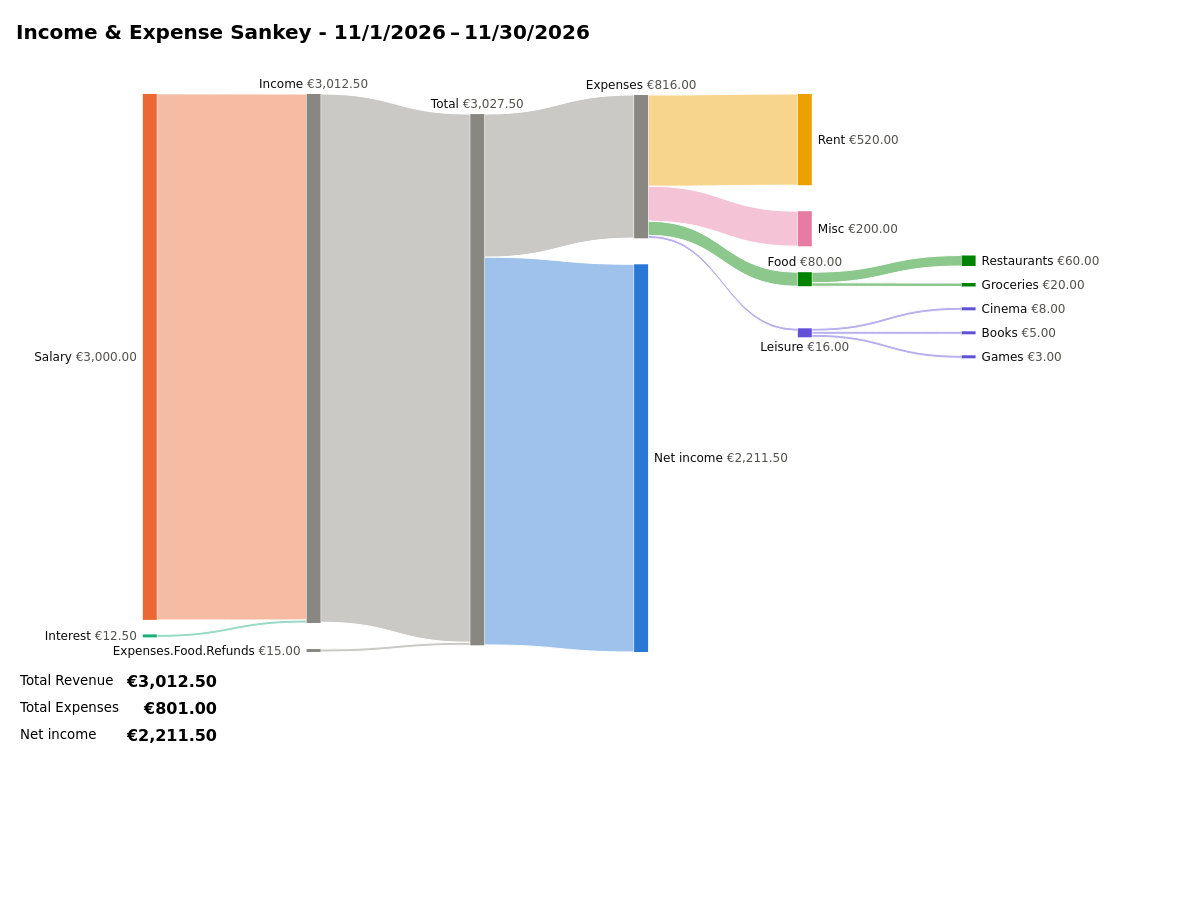 Income & Expense Sankey - 11/1/2026 – 11/30/2026
Income €3,012.50
Expenses €816.00
Total €3,027.50
Rent €520.00
Misc €200.00
Food €80.00
Restaurants €60.00
Groceries €20.00
Cinema €8.00
Books €5.00
Leisure €16.00
Games €3.00
Salary €3,000.00
Net income €2,211.50
Interest €12.50
Expenses.Food.Refunds €15.00
Total Revenue €3,012.50
Total Expenses €801.00
Net income €2,211.50